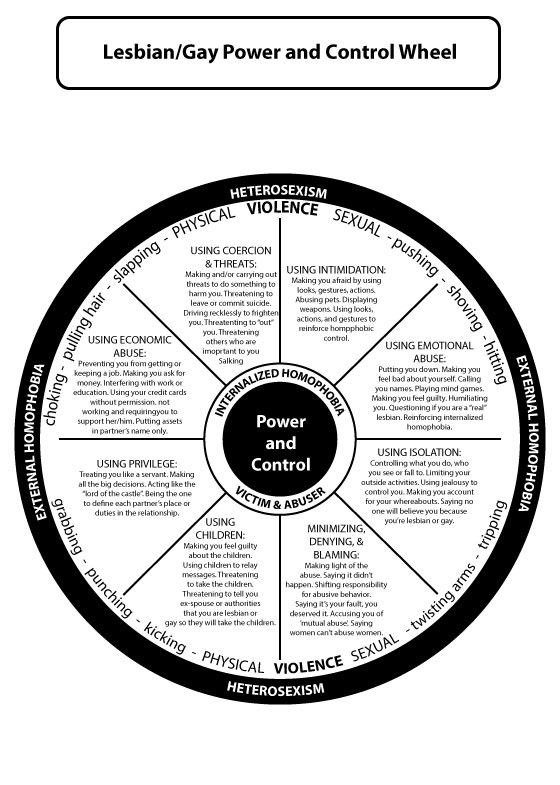 Lesbian/Gay Power and Control Wheel
HETEROSEXISM
choking - pulling hair - slapping - PHYSICAL VIOLENCE SEXUAL - pushing - shoving - hitting
EXTERNAL HOMOPHOBIA
EXTERNAL HOMOPHOBIA
USING COERCION
& THREATS:
Making and/or carrying out
threats to do something to
harm you. Threatening to
leave or commit suicide.
Driving recklessly to frighten
you. Threatening to "out"
you. Threatening
others who are
imoprtant to you
Salking
USING INTIMIDATION:
Making you afraid by using
looks, gestures, actions.
Abusing pets. Displaying
weapons. Using looks,
actions, and gestures to
reinforce hompphobic
control.
USING ECONOMIC
ABUSE:
Preventing you from getting or
keeping a job. Making you ask for
money. Interfering with work or
education. Using your credit cards
without permission. not
working and requiringyou to
support her/him. Putting assets
in partner's name only.
USING EMOTIONAL
ABUSE:
Putting you down. Making you
feel bad about yourself. Calling
you names. Playing mind games.
Making you feel guilty. Humiliating
you. Questioning if you are a "real"
lesbian. Reinforcing internalized
homophobia.
INTERNALIZED HOMOPHOBIA
Power
and
Control
VICTIM & ABUSER
USING PRIVILEGE:
Treating you like a servant. Making
all the big decisions. Acting like the
"lord of the castle". Being the one
to define each partner's place or
duties in the relationship.
USING ISOLATION:
Controlling what you do, who
you see or fall to. Limiting your
outside activities. Using jealousy to
control you. Making you account
for your whereabouts. Saying no
one will believe you because
you're lesbian or gay.
USING
CHILDREN:
Making you feel guilty
about the children.
Using children to relay
messages. Threatening
to take the children.
Threatening to tell you
ex-spouse or authorities
that you are lesbian or
gay so they will take the children.
MINIMIZING,
DENYING, &
BLAMING:
Making light of the
abuse. Saying it didn't
happen. Shifting responsibility
for abusive behavior.
Saying it's your fault, you
deserved it. Accusing you of
'mutual abuse'. Saying
women can't abuse women.
grabbing - punching - kicking - PHYSICAL VIOLENCE SEXUAL - twisting arms - tripping
HETEROSEXISM